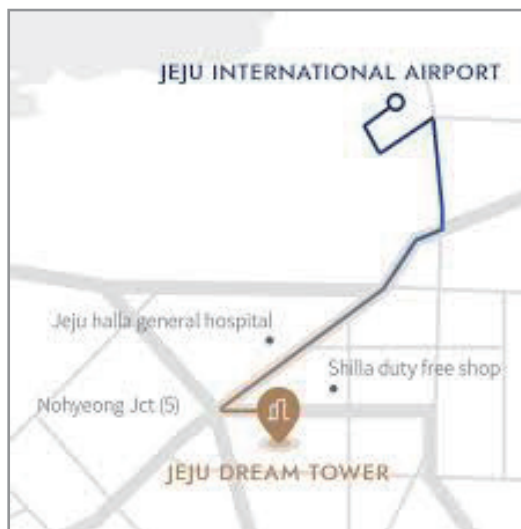 JEJU INTERNATIONAL AIRPORT
Jeju halla general hospital
Shilla duty free shop
Nohyeong Jct (5)
JEJU DREAM TOWER